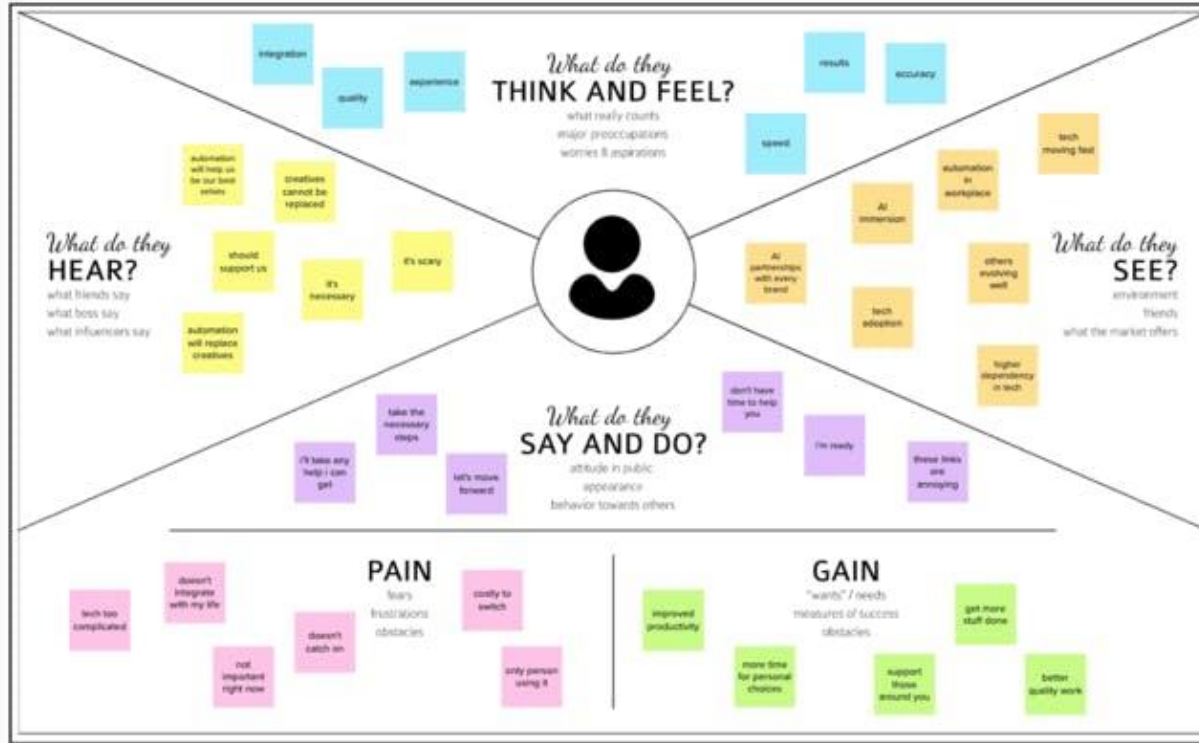 What do they
THINK AND FEEL?
what really counts
major preoccupations
worries & aspirations
integration
quality
experience
results
accuracy
speed
What do they
HEAR?
what friends say
what boss say
what influencers say
automation
will help us
be our best
selves
creatives
cannot be
replaced
should
support us
it's
necessary
it's scary
automation
will replace
creatives
What do they
SEE?
environment
friends
what the market offers
tech
moving fast
automation
in
workplace
AI
immersion
AI
partnerships
with every
brand
others
evolving
well
tech
adoption
higher
dependency
in tech
What do they
SAY AND DO?
attitude in public
appearance
behavior towards others
take the
necessary
steps
i'll take any
help i can
get
let's move
forward
don't have
time to help
you
i'm ready
these links
are
annoying
PAIN
fears
frustrations
obstacles
tech too
complicated
doesn't
integrate
with my life
not
important
right now
doesn't
catch on
costly to
switch
only person
using it
GAIN
"wants" / needs
measures of success
obstacles
improved
productivity
more time
for personal
choices
support
those
around you
get more
stuff done
better
quality work